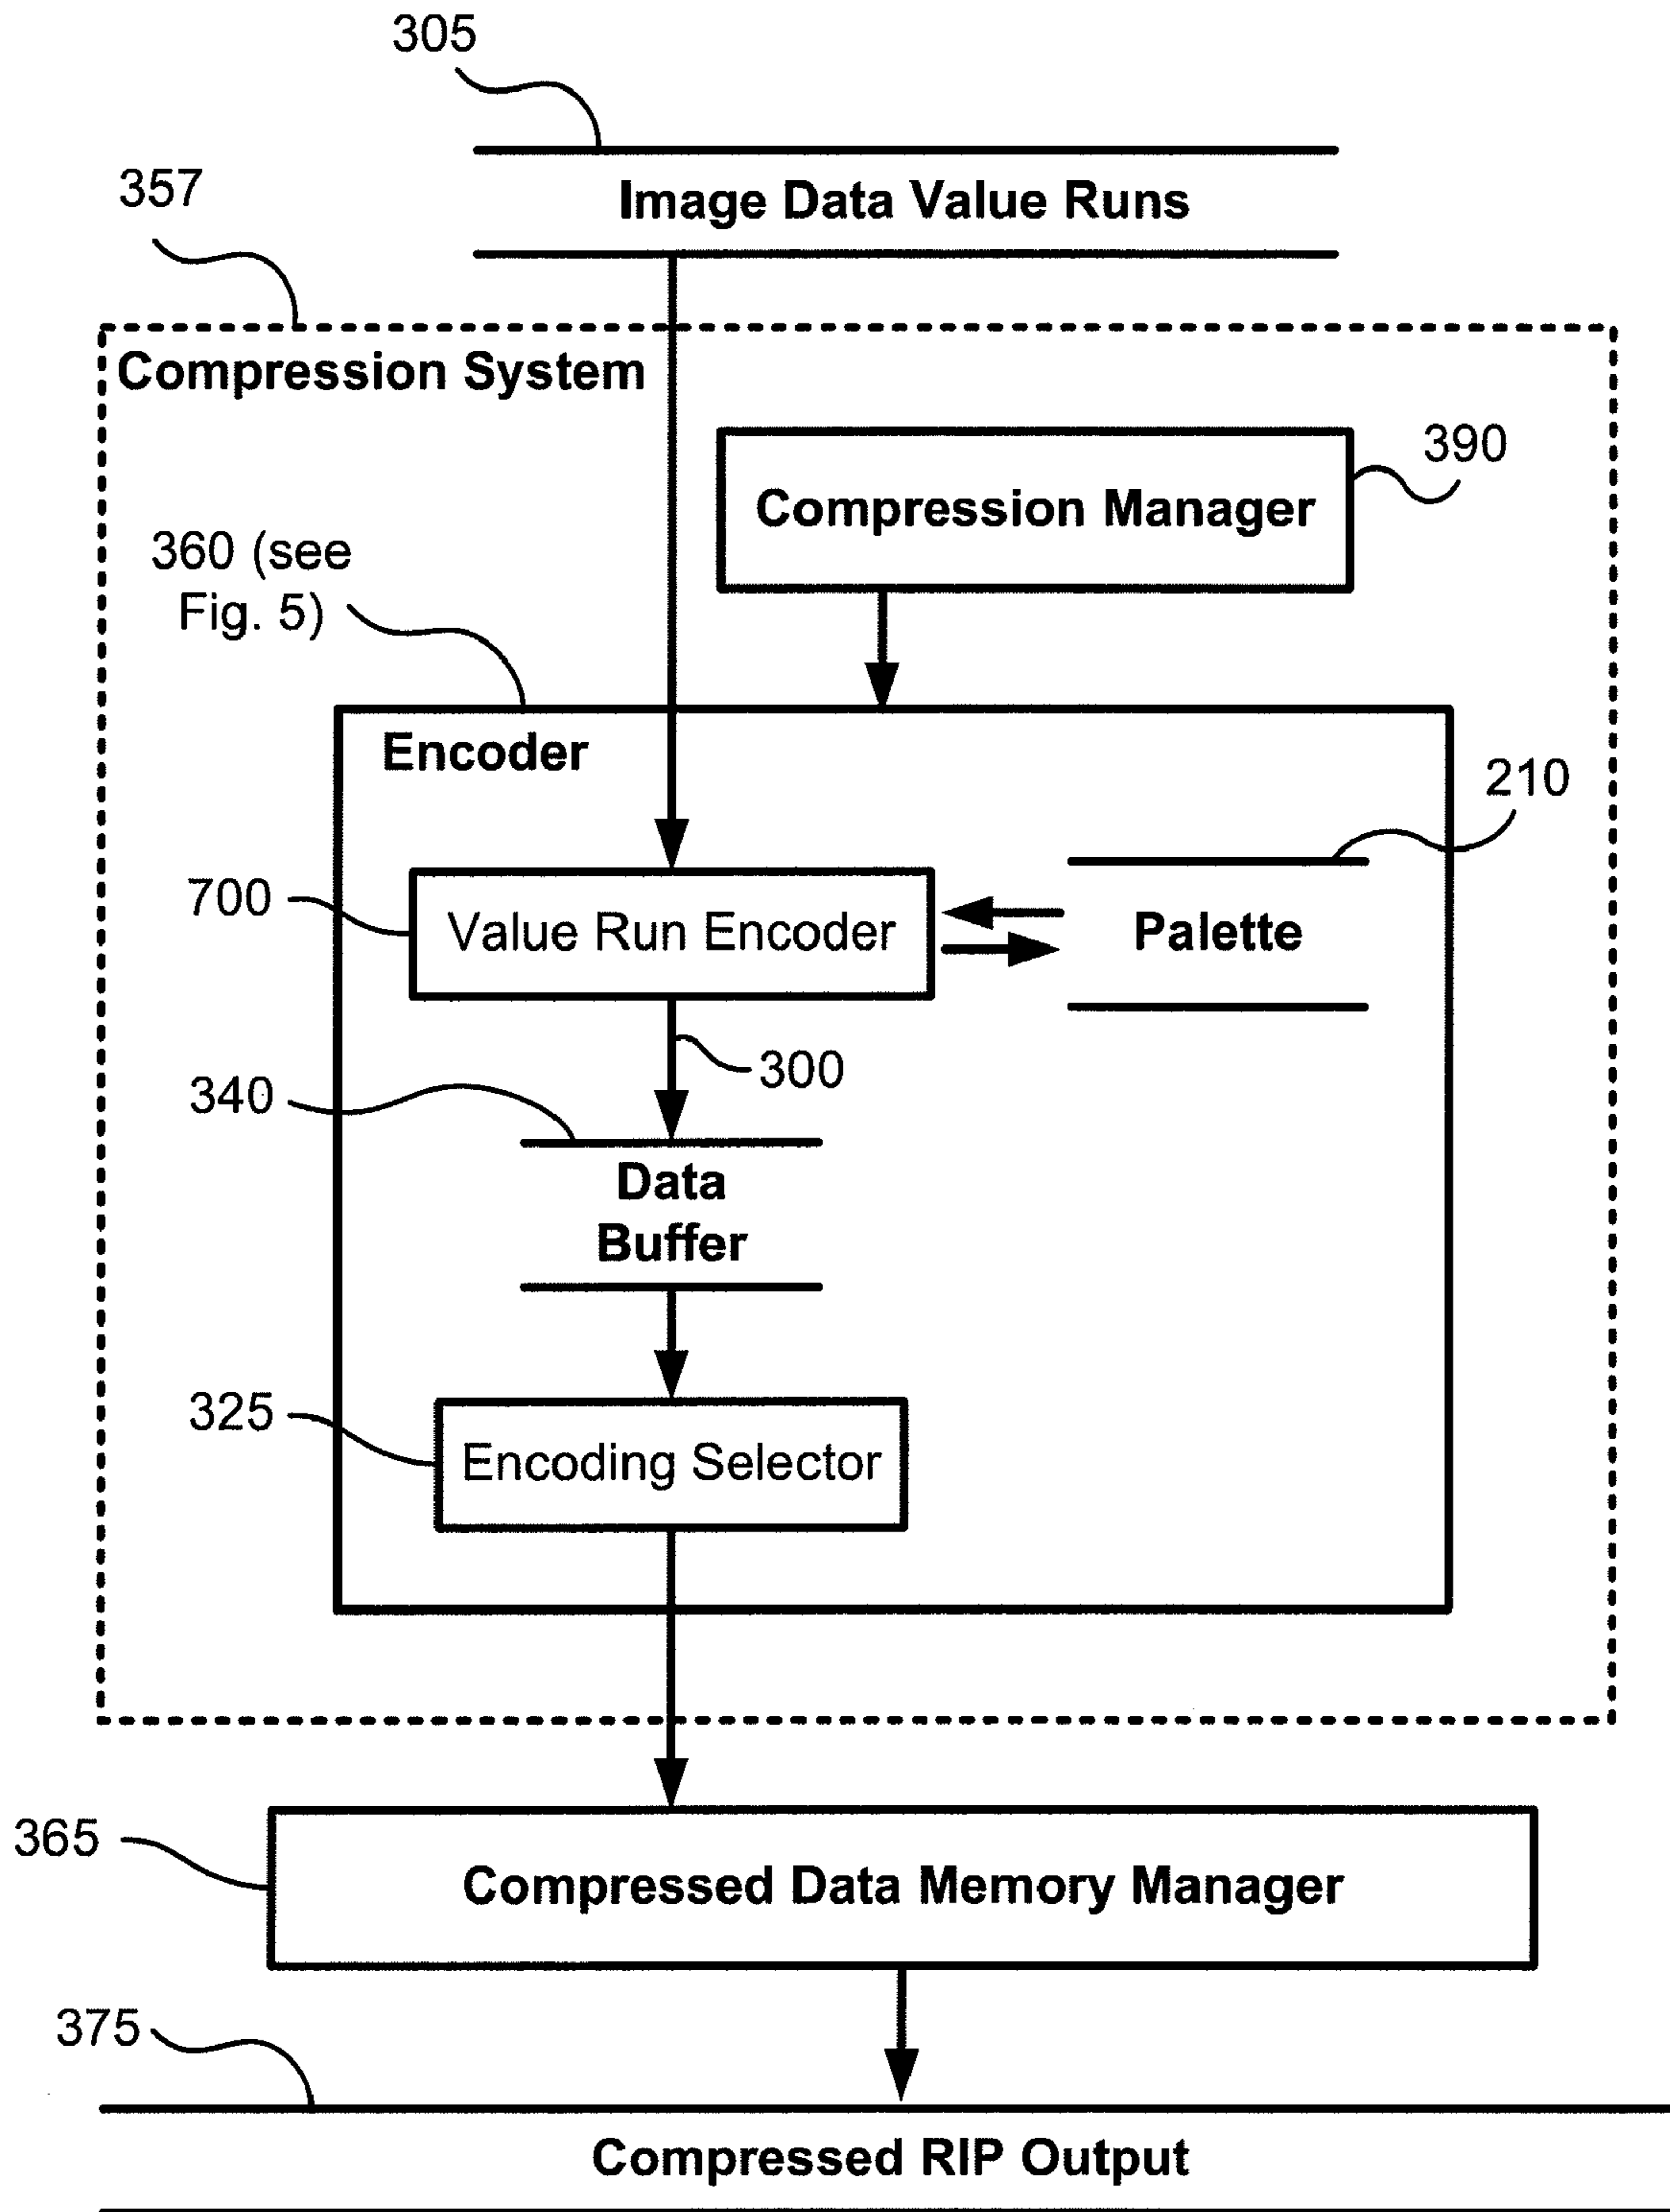 305
Image Data Value Runs
357
Compression System
390
Compression Manager
360 (see
Fig. 5)
Encoder
210
700
Value Run Encoder
Palette
300
340
Data
Buffer
325
Encoding Selector
365
Compressed Data Memory Manager
375
Compressed RIP Output